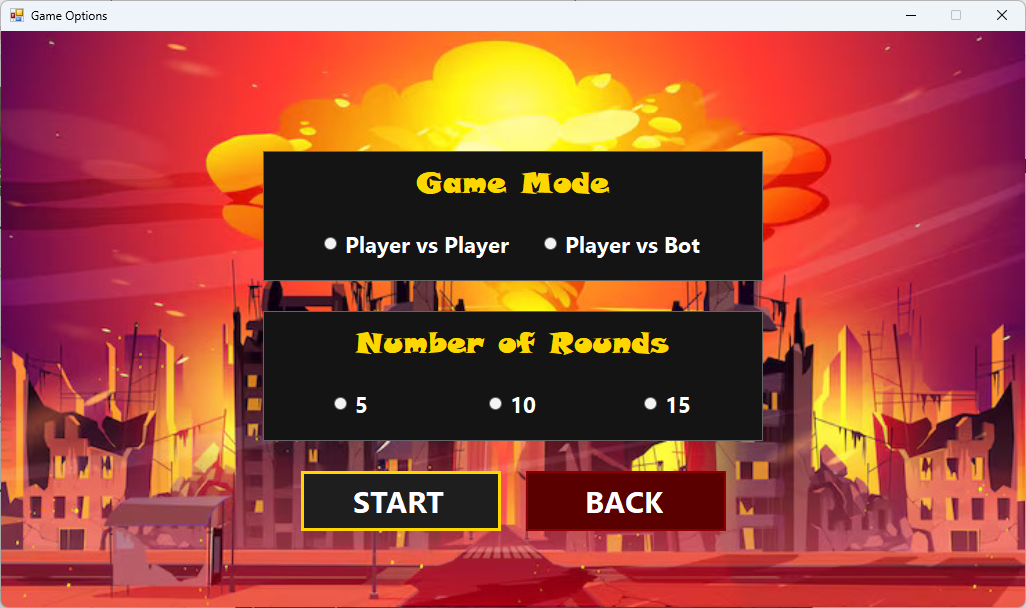 Game Options
Game Mode
Player vs Player Player vs Bot
Number of Rounds
5 10 15
START BACK